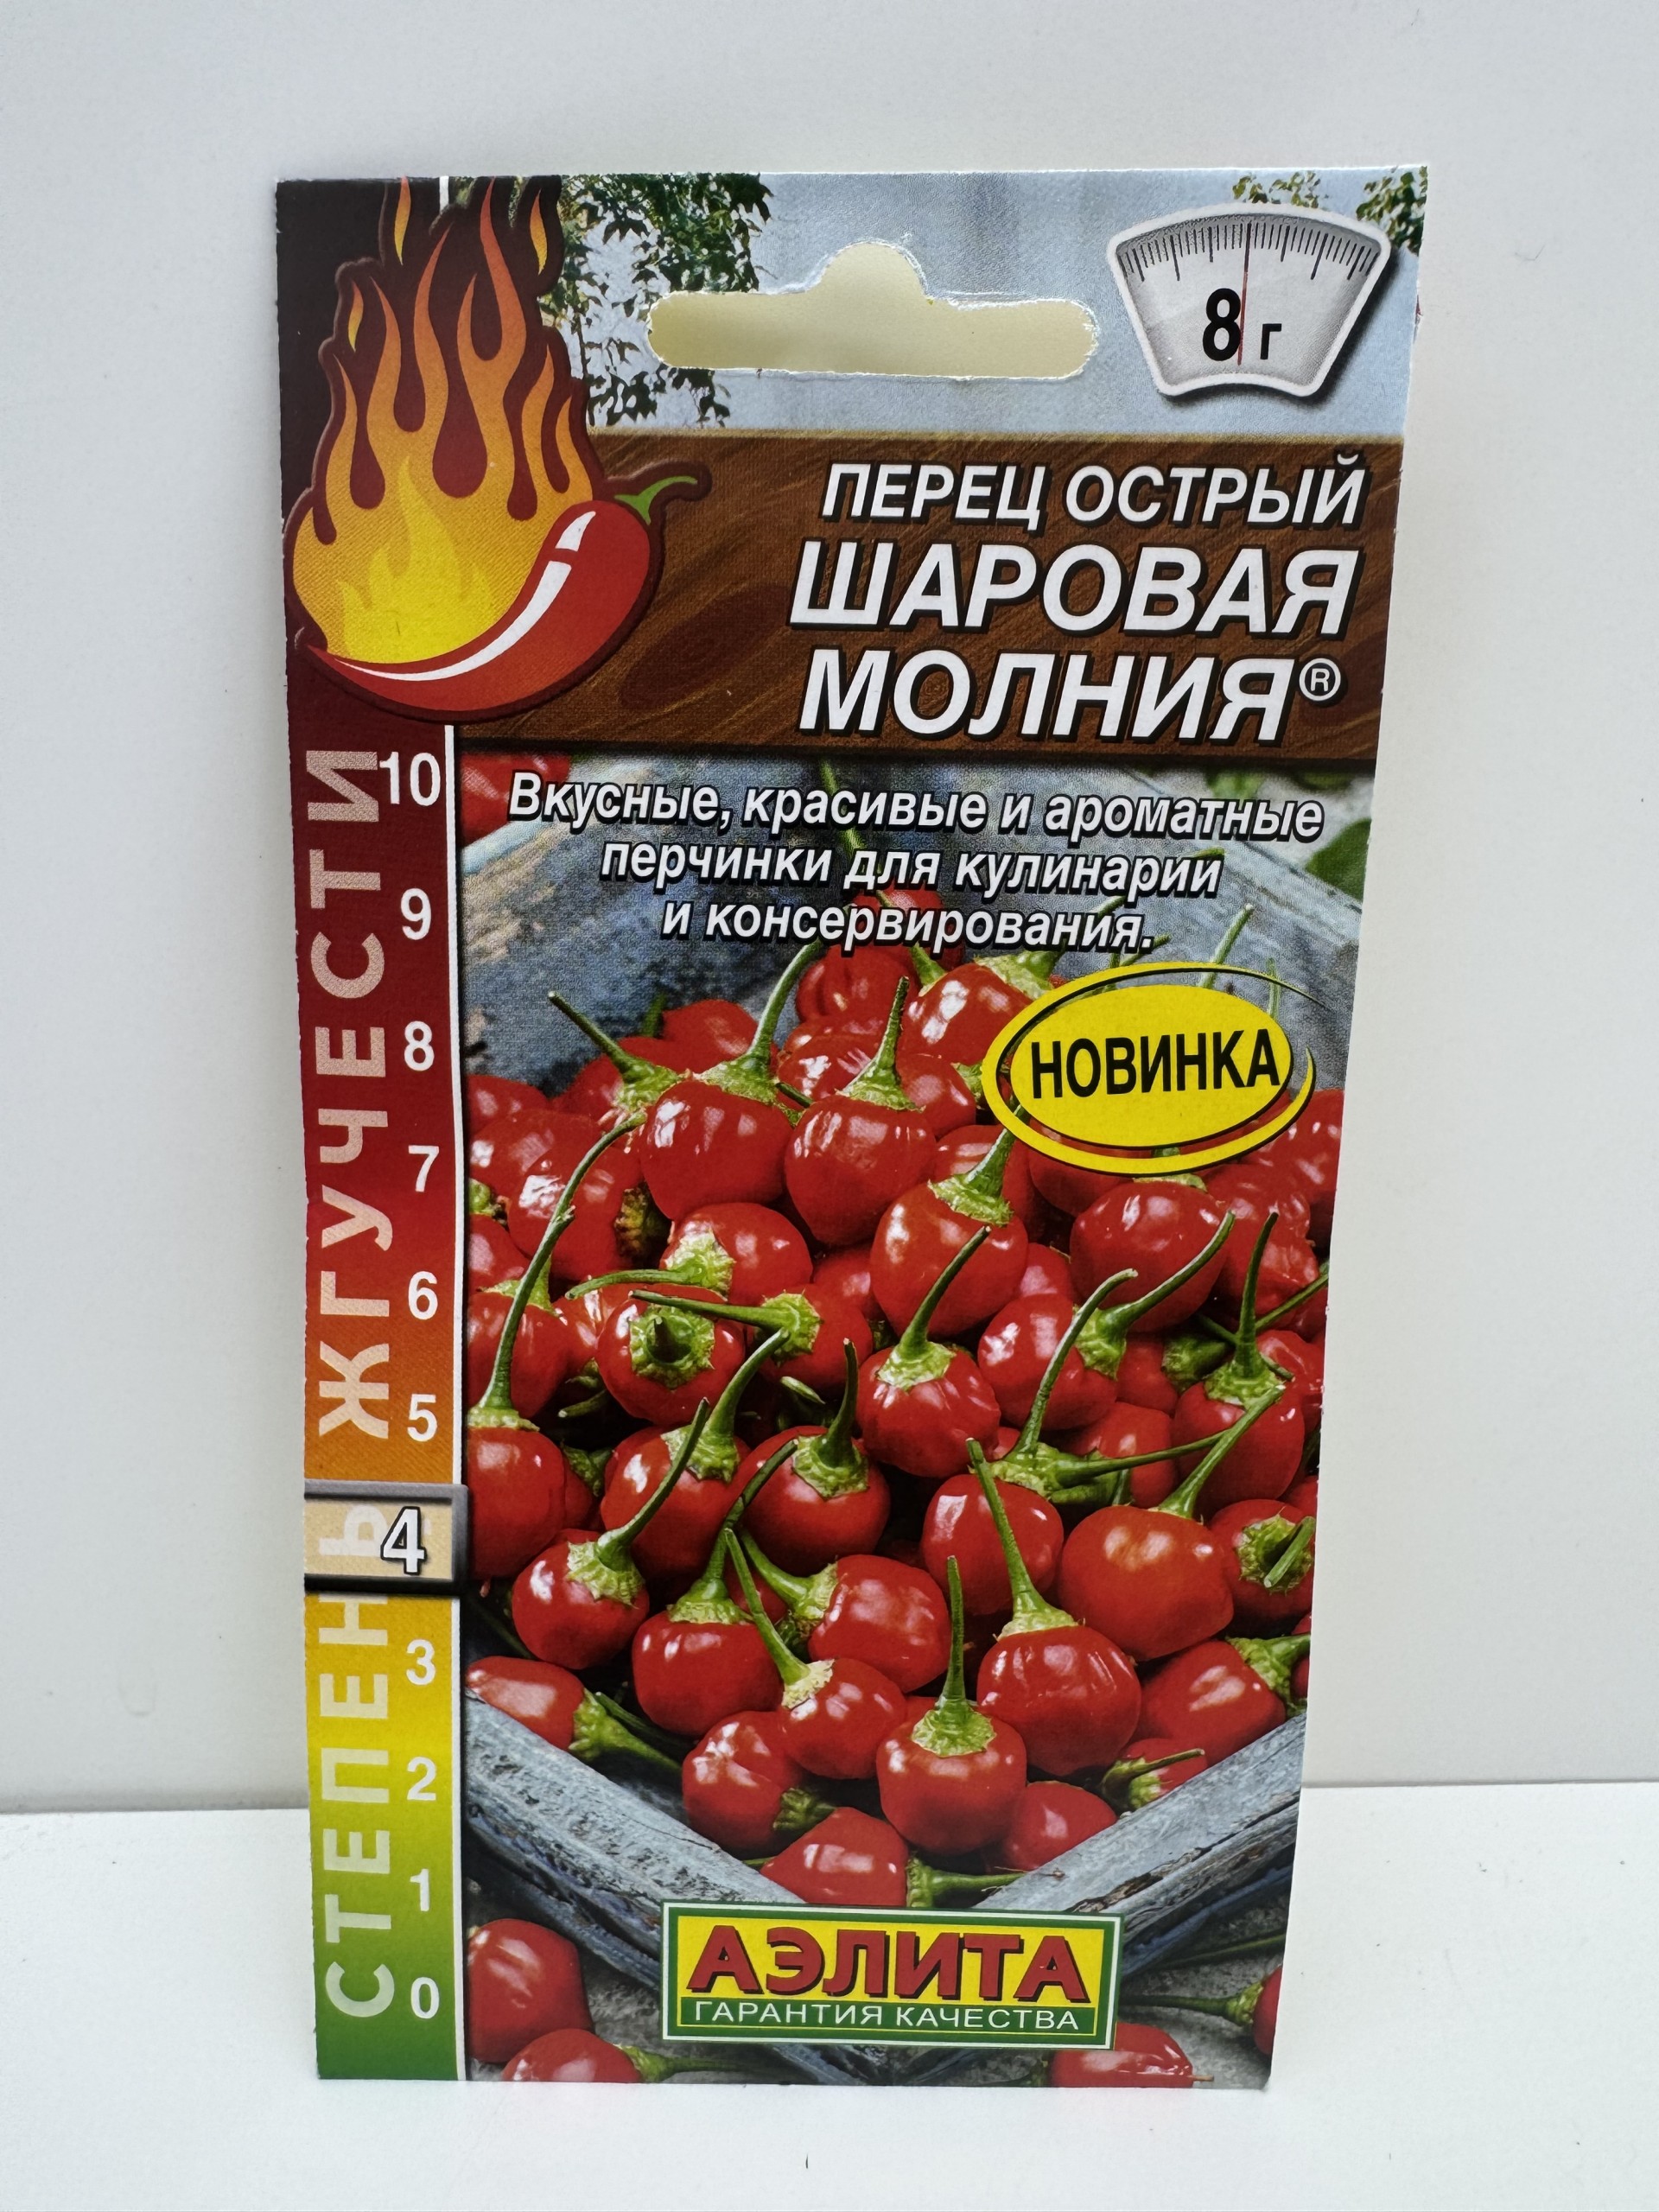 8 г
ПЕРЕЦ ОСТРЫЙ
ШАРОВАЯ
МОЛНИЯ®
Вкусные, красивые и ароматные
перчинки для кулинарии
и консервирования.
НОВИНКА
СТЕПЕНЬ ЖГУЧЕСТИ
10
9
8
7
6
5
4
3
2
1
0
АЭЛИТА
ГАРАНТИЯ КАЧЕСТВА